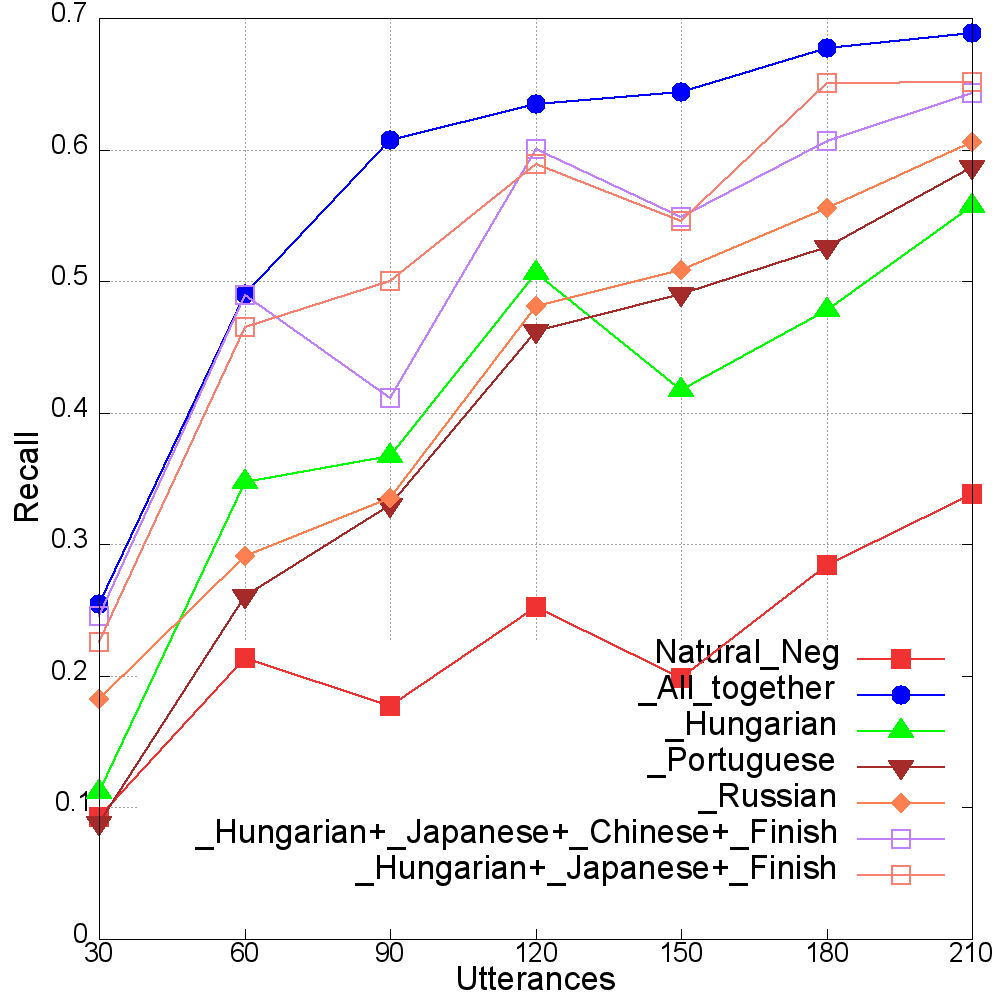 0.7
0.6
0.5
0.4
0.3
0.2
0.1
0
Recall
Natural_Neg
_All_together
_Hungarian
_Portuguese
_Russian
_Hungarian+_Japanese+_Chinese+_Finish
_Hungarian+_Japanese+_Finish
30 60 90 120 150 180 210
Utterances